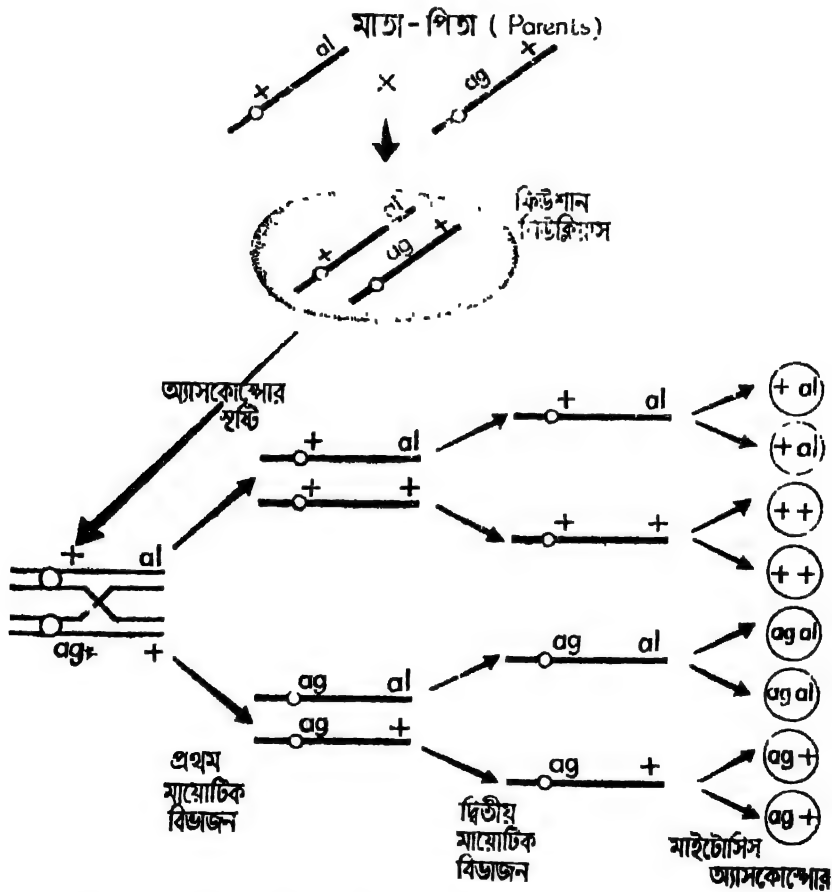 মাতা-পিতা (Parents)
+ al
×
ag +
+ al
ag +
ফিউশান
নিউক্লিয়াস
অ্যাসকোস্পোর
সৃষ্টি
+ al
ag +
+ al
+ +
ag al
ag +
+ al
+ +
ag al
ag +
+ al
+ al
+ +
+ +
ag al
ag al
ag +
ag +
প্রথম
মায়োটিক
বিভাজন
দ্বিতীয়
মায়োটিক
বিভাজন
মাইটোসিস
অ্যাসকোস্পোর